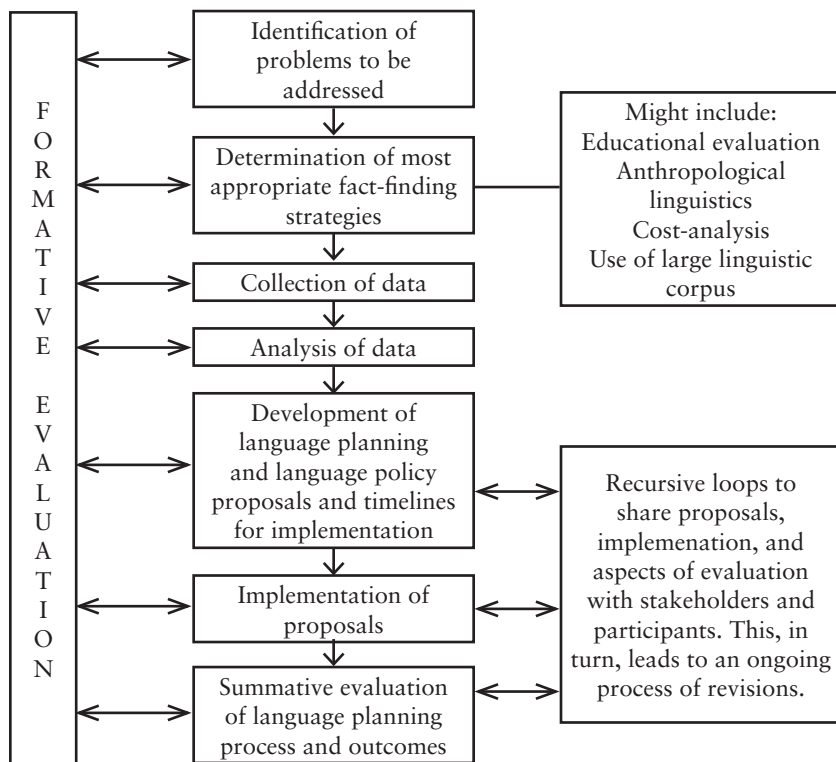 FORMATIVE EVALUATION
Identification of
problems to be
addressed
Determination of most
appropriate fact-finding
strategies
Might include:
Educational evaluation
Anthropological
linguistics
Cost-analysis
Use of large linguistic
corpus
Collection of data
Analysis of data
Development of
language planning
and language policy
proposals and timelines
for implementation
Recursive loops to
share proposals,
implemenation, and
aspects of evaluation
with stakeholders and
participants. This, in
turn, leads to an ongoing
process of revisions.
Implementation of
proposals
Summative evaluation
of language planning
process and outcomes